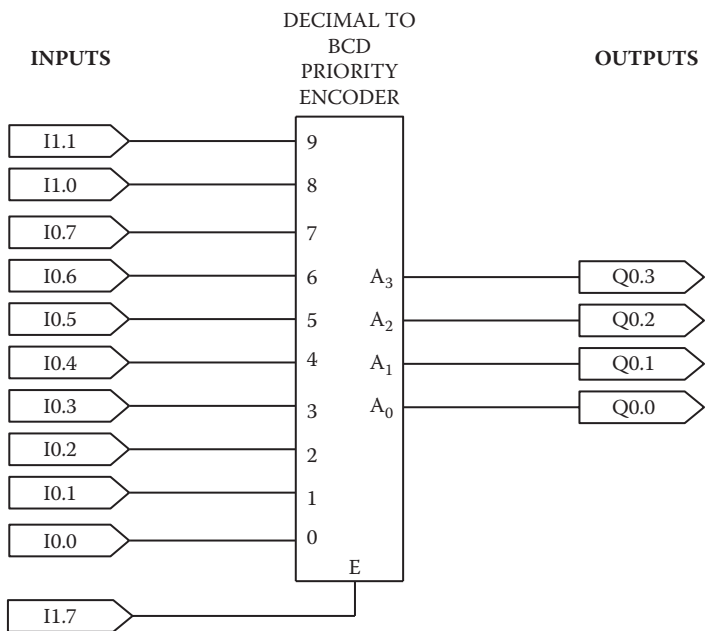 DECIMAL TO
BCD
PRIORITY
ENCODER
INPUTS
OUTPUTS
I1.1
9
I1.0
8
I0.7
7
I0.6
6
A3
Q0.3
I0.5
5
A2
Q0.2
I0.4
4
A1
Q0.1
I0.3
3
A0
Q0.0
I0.2
2
I0.1
1
I0.0
0
E
I1.7